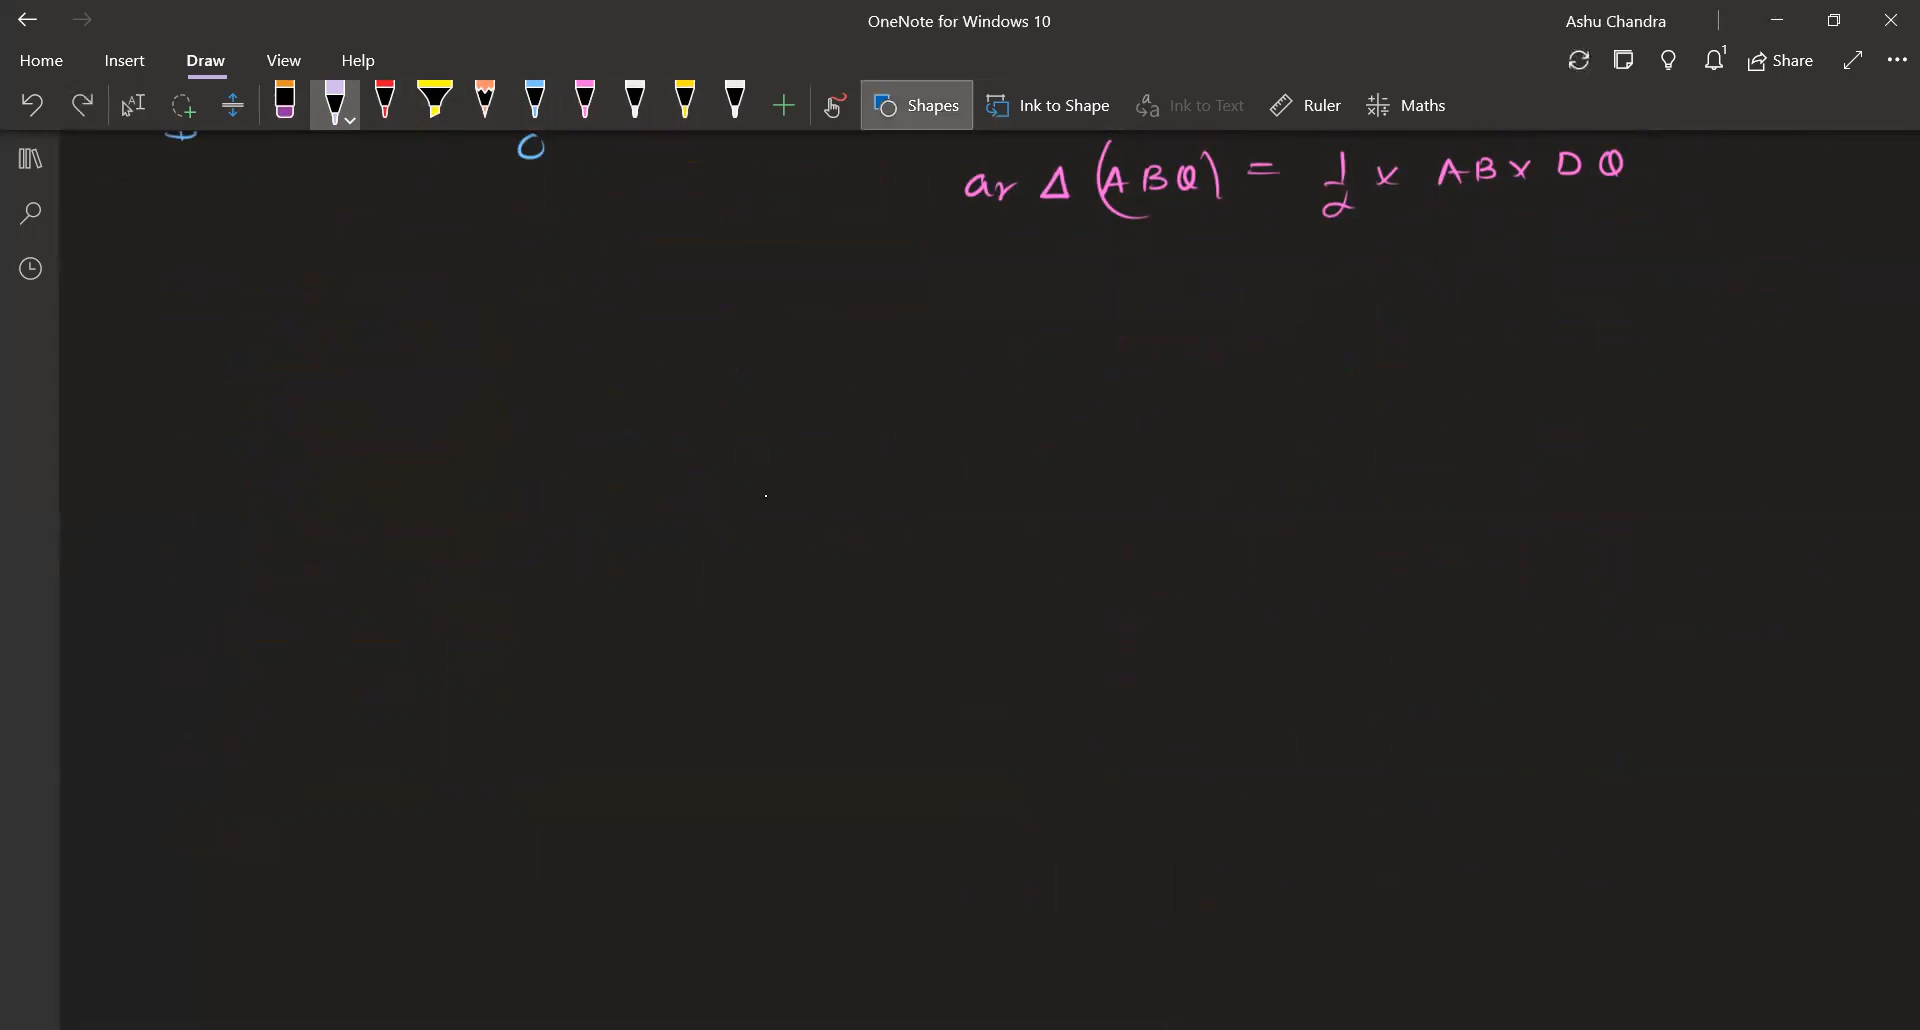 OneNote for Windows 10
Ashu Chandra
Home Insert Draw View Help
Share
Shapes Ink to Shape Ink to Text Ruler Maths
ar Δ (ABQ) = 1/2 x AB x DQ